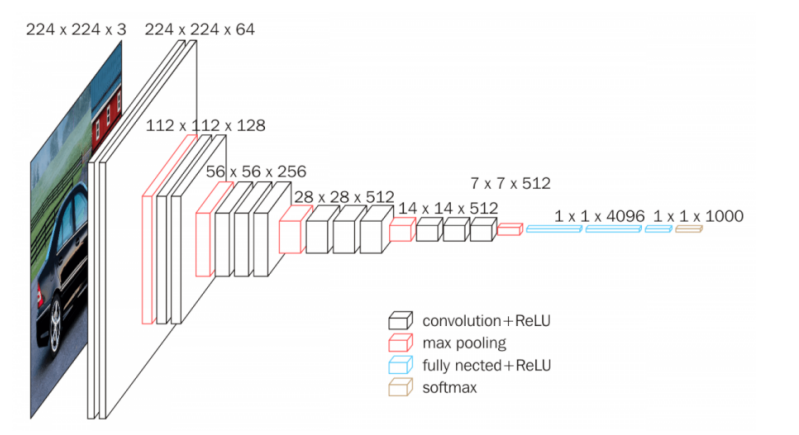 224 x 224 x 3
224 x 224 x 64
112 x 112 x 128
56 x 56 x 256
28 x 28 x 512
14 x 14 x 512
7 x 7 x 512
1 x 1 x 4096
1 x 1 x 1000
convolution+ReLU
max pooling
fully nected+ReLU
softmax